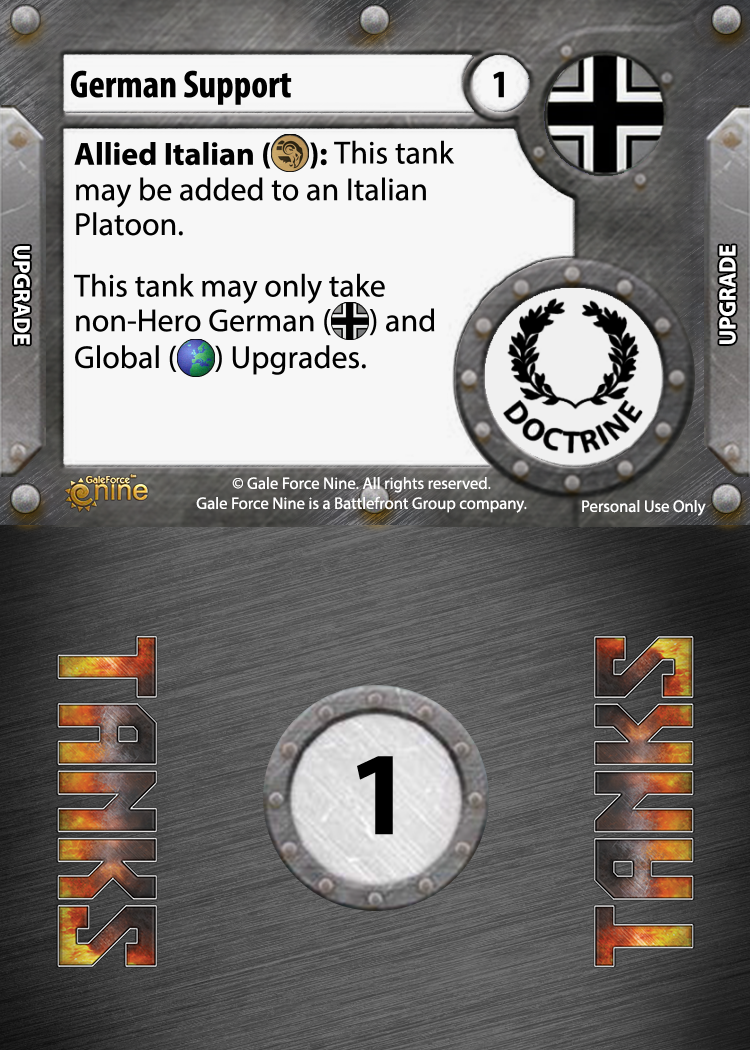 German Support
1
Allied Italian ( ): This tank
may be added to an Italian
Platoon.
This tank may only take
non-Hero German ( ) and
Global ( ) Upgrades.
UPGRADE
UPGRADE
DOCTRINE
GaleForce™
nine
© Gale Force Nine. All rights reserved.
Gale Force Nine is a Battlefront Group company.
Personal Use Only
TANKS
1
TANKS